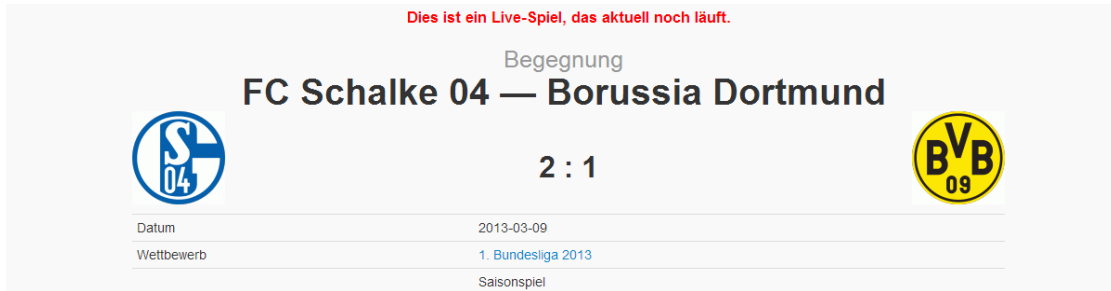 Dies ist ein Live-Spiel, das aktuell noch läuft.
Begegnung
FC Schalke 04 — Borussia Dortmund
S
04
2 : 1
BVB
09
Datum 2013-03-09
Wettbewerb 1. Bundesliga 2013
Saisonspiel